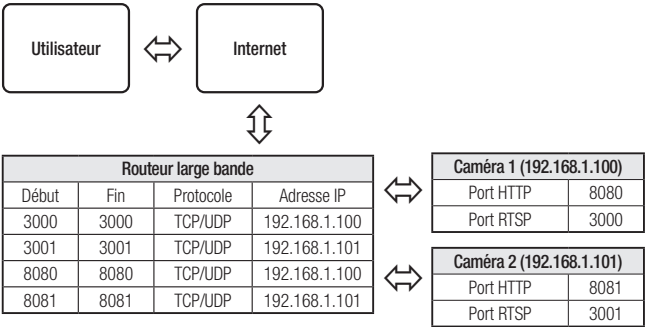 Utilisateur
Internet
Routeur large bande
Début Fin Protocole Adresse IP
3000 3000 TCP/UDP 192.168.1.100
3001 3001 TCP/UDP 192.168.1.101
8080 8080 TCP/UDP 192.168.1.100
8081 8081 TCP/UDP 192.168.1.101
Caméra 1 (192.168.1.100)
Port HTTP 8080
Port RTSP 3000
Caméra 2 (192.168.1.101)
Port HTTP 8081
Port RTSP 3001